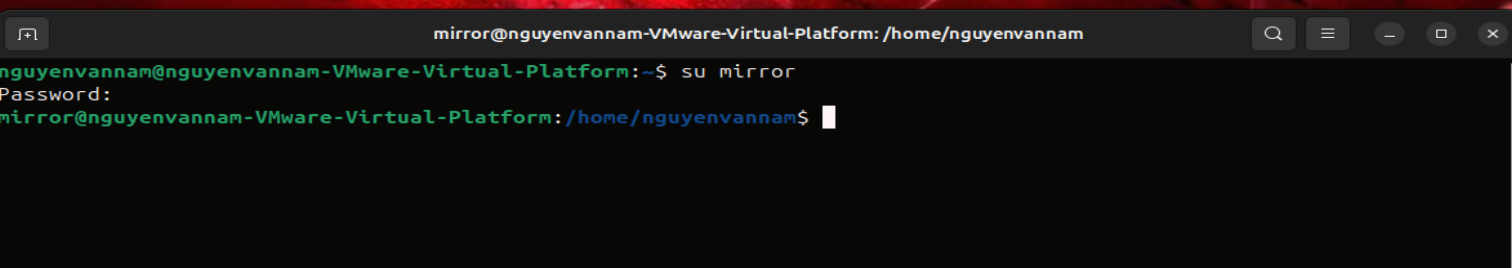 mirror@nguyenvannam-VMware-Virtual-Platform: /home/nguyenvannam
nguyenvannam@nguyenvannam-VMware-Virtual-Platform:~$ su mirror
Password:
mirror@nguyenvannam-VMware-Virtual-Platform:/home/nguyenvannam$